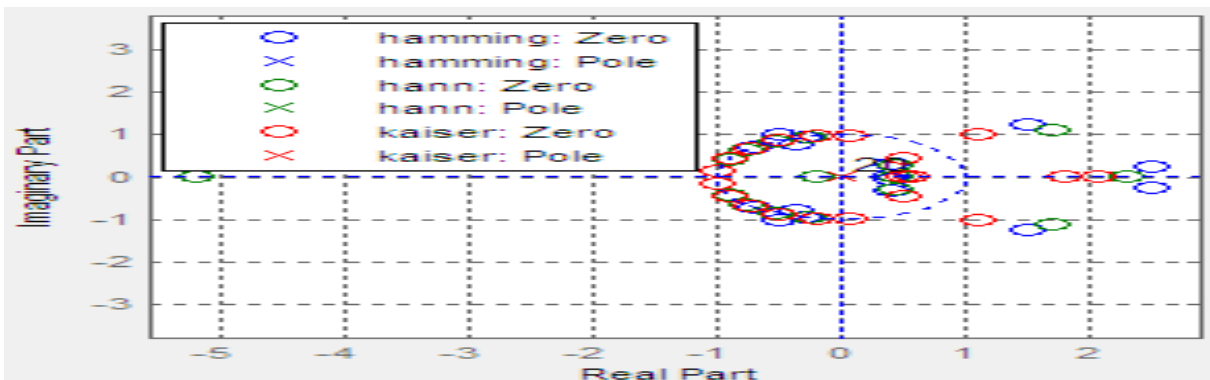 hamming: Zero
hamming: Pole
hann: Zero
hann: Pole
kaiser: Zero
kaiser: Pole
Imaginary Part
3
2
1
0
-1
-2
-3
-5
-4
-3
-2
-1
0
1
2
Real Part